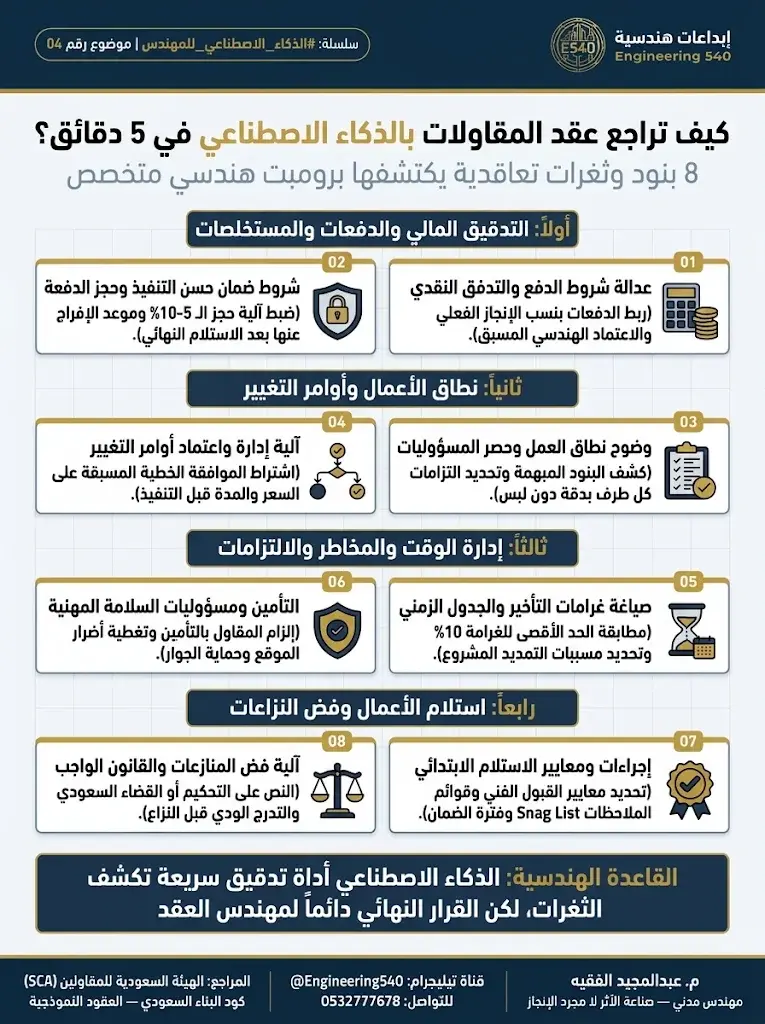 إبداعات هندسية
Engineering 540
E540
سلسلة: #الذكاء_الاصطناعي_للمهندس | موضوع رقم 04
كيف تراجع عقد المقاولات بالذكاء الاصطناعي في 5 دقائق؟
8 بنود وثغرات تعاقدية يكتشفها برومبت هندسي متخصص
أولاً: التدقيق المالي والدفعات والمستخلصات
01
عدالة شروط الدفع والتدفق النقدي
(ربط الدفعات بنسب الإنجاز الفعلي
والاعتماد الهندسي المسبق).
02
شروط ضمان حسن التنفيذ وحجز الدفعة
(ضبط آلية حجز الـ 5-10% وموعد الإفراج
عنها بعد الاستلام النهائي).
ثانياً: نطاق الأعمال وأوامر التغيير
03
وضوح نطاق العمل وحصر المسؤوليات
(كشف البنود المبهمة وتحديد التزامات
كل طرف بدقة دون لبس).
04
آلية إدارة واعتماد أوامر التغيير
(اشتراط الموافقة الخطية المسبقة على
السعر والمدة قبل التنفيذ).
ثالثاً: إدارة الوقت والمخاطر والالتزامات
05
صياغة غرامات التأخير والجدول الزمني
(مطابقة الحد الأقصى للغرامة 10%
وتحديد مسببات التمديد المشروع).
06
التأمين ومسؤوليات السلامة المهنية
(إلزام المقاول بالتأمين وتغطية أضرار
الموقع وحماية الجوار).
رابعاً: استلام الأعمال وفض النزاعات
07
إجراءات ومعايير الاستلام الابتدائي
(تحديد معايير القبول الفني وقوائم
الملاحظات Snag List وفترة الضمان).
08
آلية فض المنازعات والقانون الواجب
(النص على التحكيم أو القضاء السعودي
والتدرج الودي قبل النزاع).
القاعدة الهندسية: الذكاء الاصطناعي أداة تدقيق سريعة تكشف
الثغرات، لكن القرار النهائي دائماً لمهندس العقد
م. عبدالمجيد الفقيه
مهندس مدني — صناعة الأثر لا مجرد الإنجاز
قناة تيليجرام: Engineering540@
للتواصل: 0532777678
المراجع: الهيئة السعودية للمقاولين (SCA)
كود البناء السعودي — العقود النموذجية